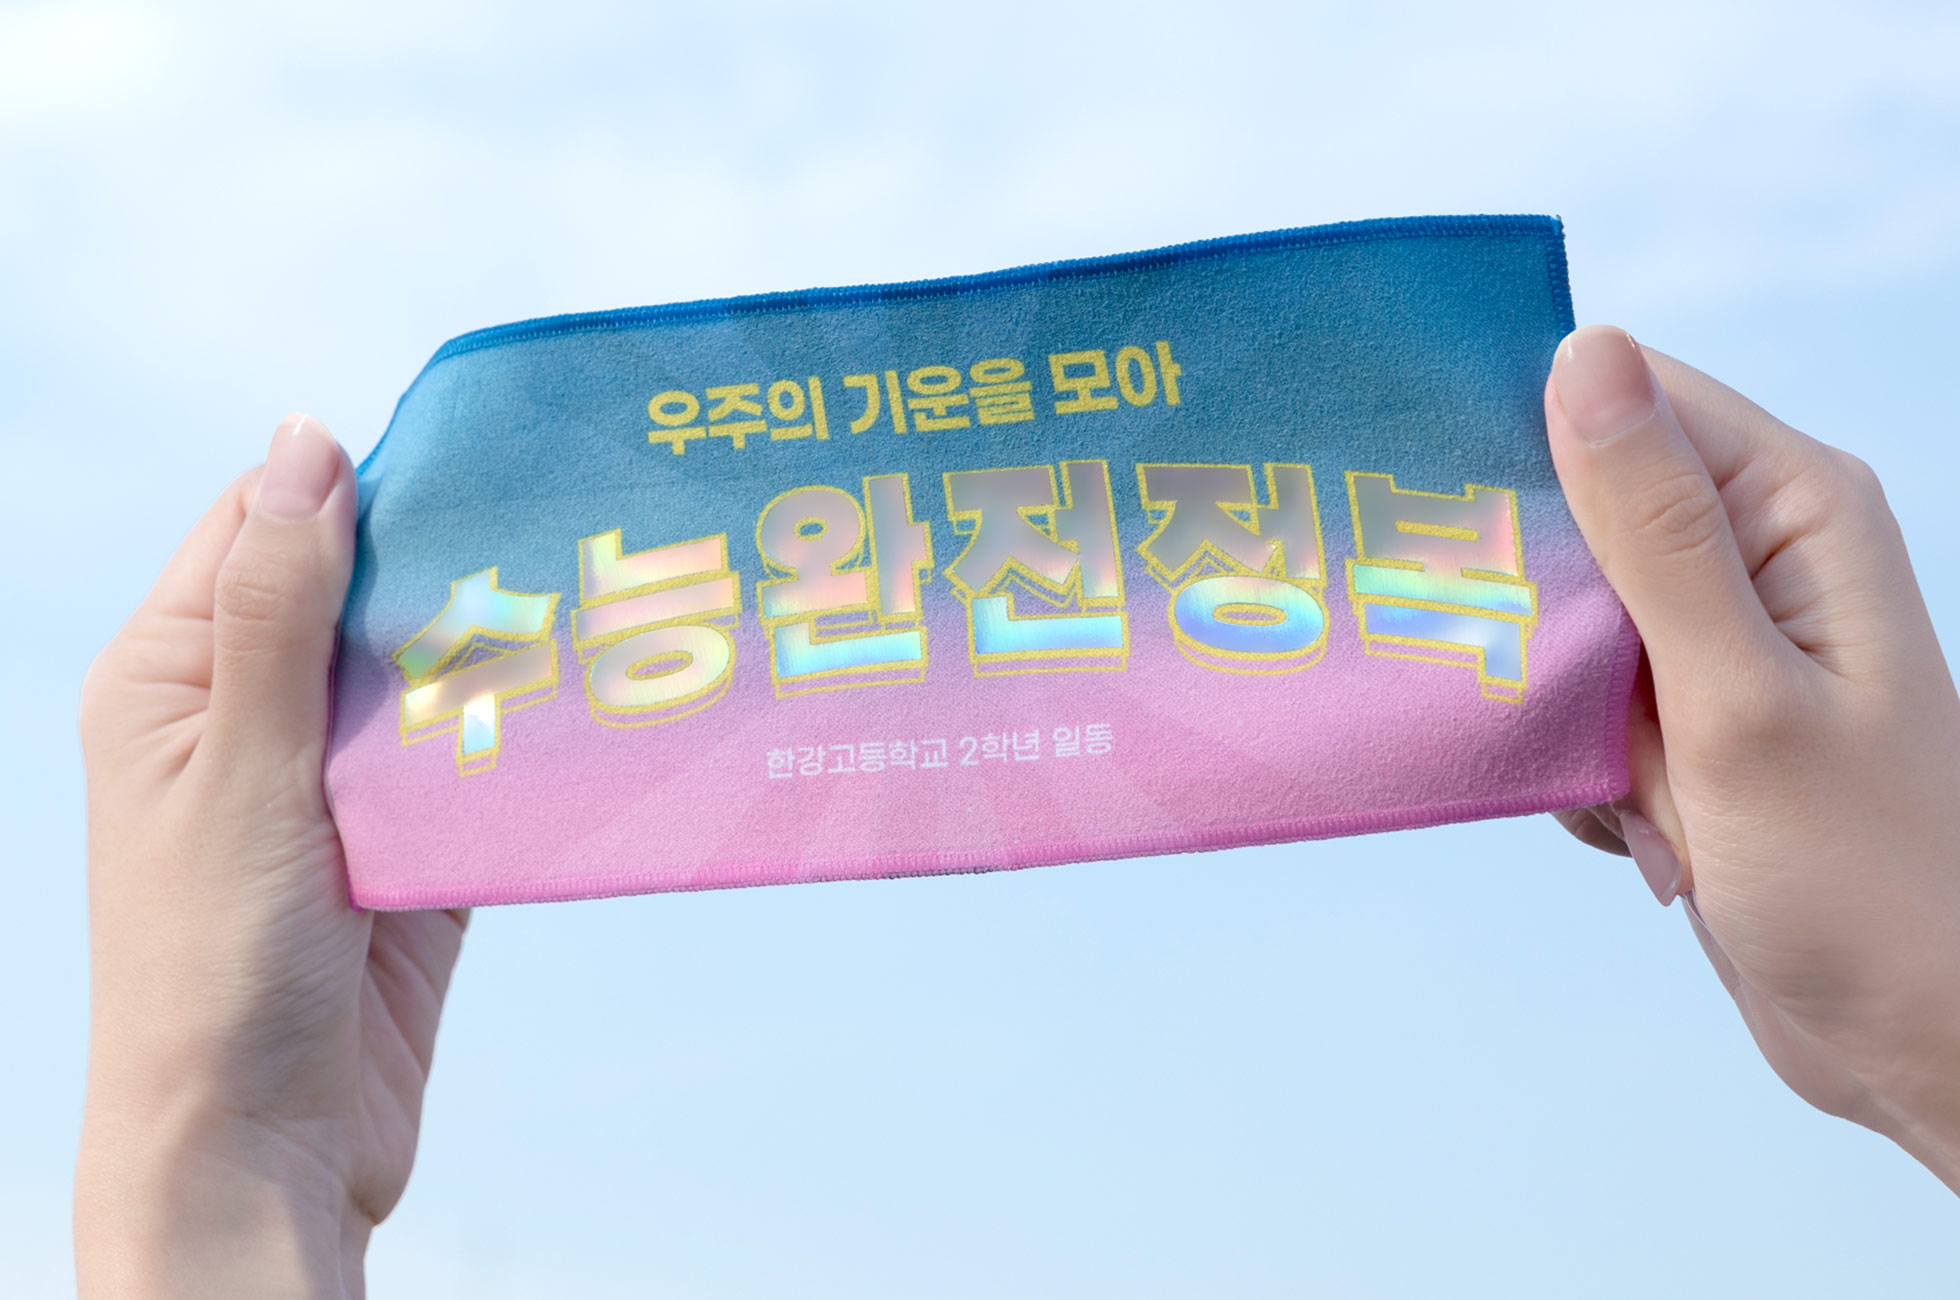 우주의 기운을 모아
수능완전정복
한강고등학교 2학년 일동